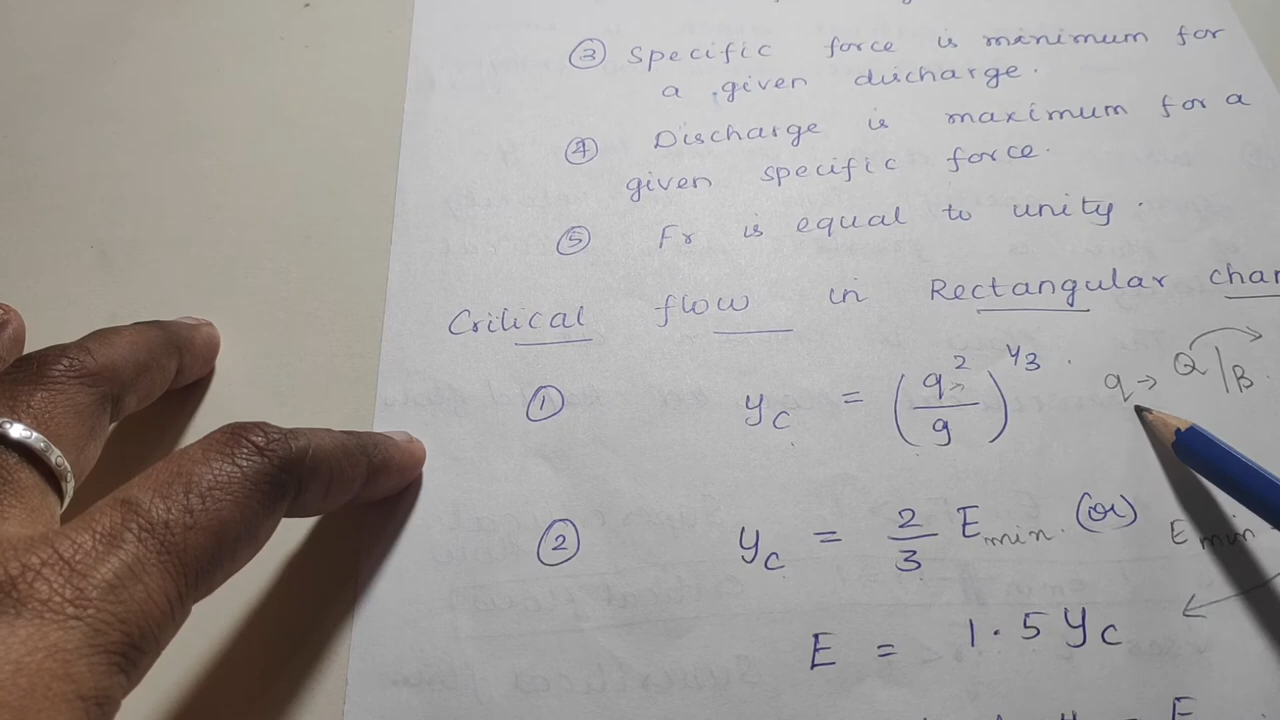 ③ Specific force is minimum for
a given discharge.
④ Discharge is maximum for a
given specific force.
⑤ Fr is equal to unity.
Critical flow in Rectangular
① yc = (q²/g)^1/3 . q → Q/B
② yc = 2/3 Emin. (or) Emin
E = 1.5 yc